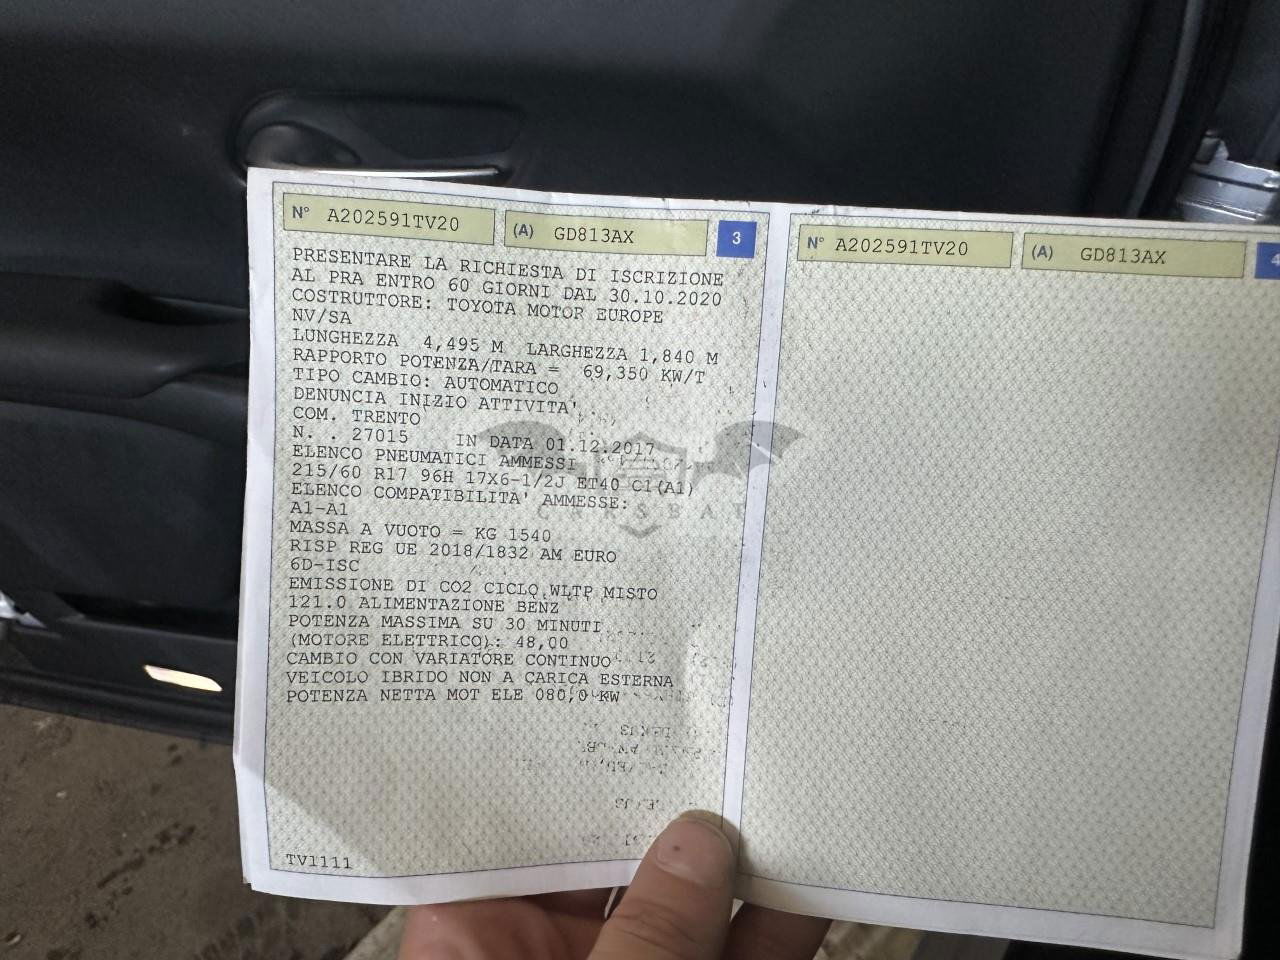 N° A202591TV20 (A) GD813AX 3
PRESENTARE LA RICHIESTA DI ISCRIZIONE
AL PRA ENTRO 60 GIORNI DAL 30.10.2020
COSTRUTTORE: TOYOTA MOTOR EUROPE
NV/SA
LUNGHEZZA 4,495 M LARGHEZZA 1,840 M
RAPPORTO POTENZA/TARA = 69,350 KW/T
TIPO CAMBIO: AUTOMATICO
DENUNCIA INIZIO ATTIVITA'
COM. TRENTO
N. . 27015 IN DATA 01.12.2017
ELENCO PNEUMATICI AMMESSI
215/60 R17 96H 17X6-1/2J ET40 C1(A1)
ELENCO COMPATIBILITA' AMMESSE:
A1-A1
MASSA A VUOTO = KG 1540
RISP REG UE 2018/1832 AM EURO
6D-ISC
EMISSIONE DI CO2 CICLO WLTP MISTO
121.0 ALIMENTAZIONE BENZ
POTENZA MASSIMA SU 30 MINUTI
(MOTORE ELETTRICO): 48,00
CAMBIO CON VARIATORE CONTINUO
VEICOLO IBRIDO NON A CARICA ESTERNA
POTENZA NETTA MOT ELE 080,0 KW
TV1111
N° A202591TV20 (A) GD813AX 4